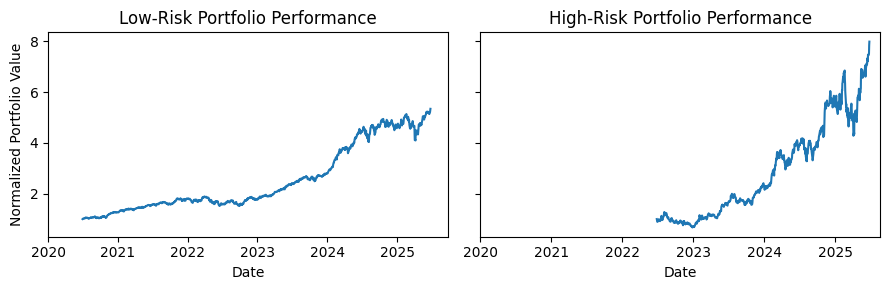 Low-Risk Portfolio Performance
High-Risk Portfolio Performance
Normalized Portfolio Value
8
6
4
2
2020 2021 2022 2023 2024 2025
2020 2021 2022 2023 2024 2025
Date
Date